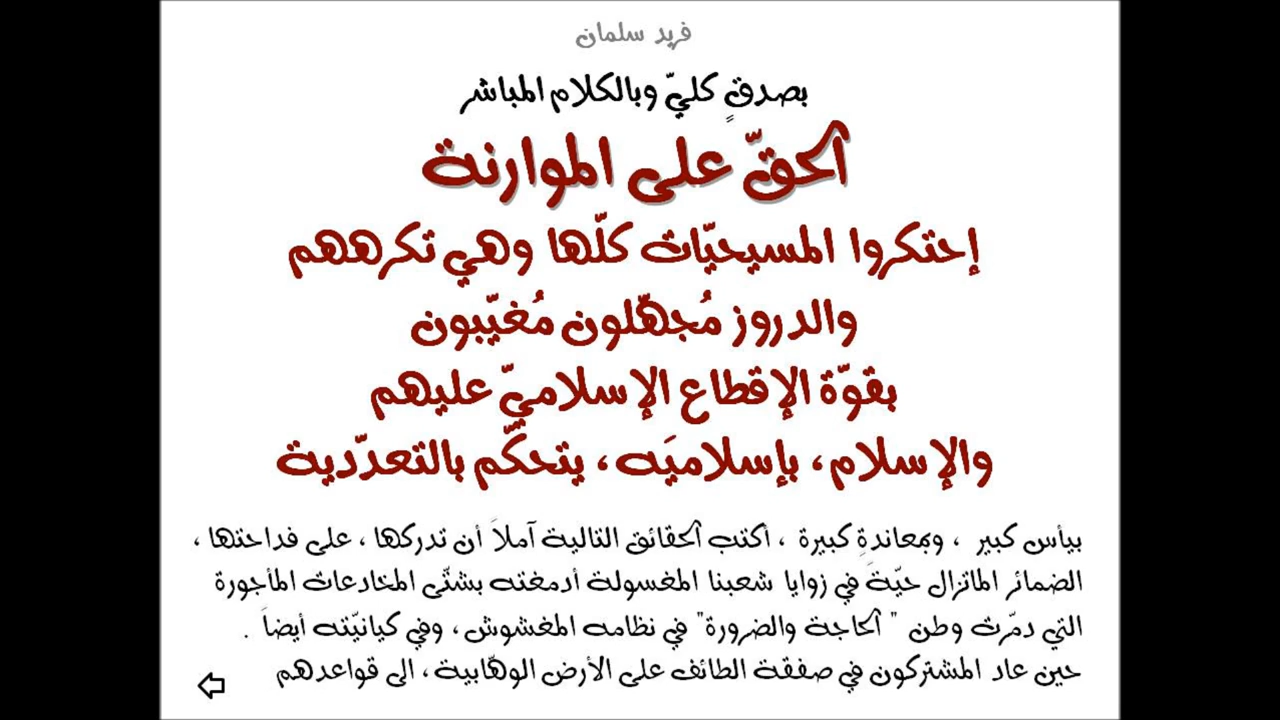 فريد سلمان
بصدقٍ كليّ وبالكلام المباشر
الحقّ على الموارنة
إحتكروا المسيحيّات كلّها وهي تكرههم
والدروز مُجهّلون مُغيّبون
بقوّة الإقطاع الإسلاميّ عليهم
والإسلام، بإسلاميَه، يتحكّم بالتعدّدية
بيأس كبير ، وبمعاندةٍ كبيرة ، أكتب الحقائق التالية آملاً أن تدركها، على فداحتها،
الضمائر الماتزال حيّةً في زوايا شعبنا المغسولة أدمغته بشتّى المخادعات المأجورة
التي دمّرت وطن " الحاجة والضرورة" في نظامه المغشوش، وفي كيانيّته أيضاً .
حين عاد المشتركون في صفقة الطائف على الأرض الوهّابية، الى قواعدهم